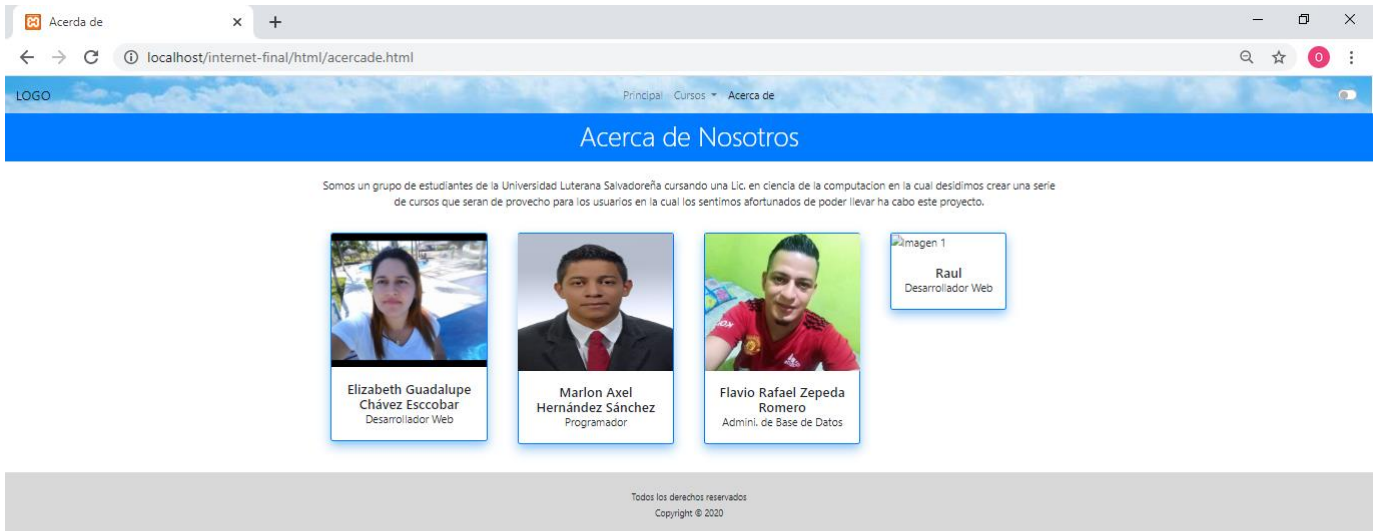 Acerda de
localhost/internet-final/html/acercade.html
O
LOGO
Principal Cursos Acerca de
Acerca de Nosotros
Somos un grupo de estudiantes de la Universidad Luterana Salvadoreña cursando una Lic. en ciencia de la computacion en la cual desidimos crear una serie
de cursos que seran de provecho para los usuarios en la cual los sentimos afortunados de poder llevar ha cabo este proyecto.
Imagen 1
Raul
Desarrollador Web
Elizabeth Guadalupe
Chávez Esccobar
Desarrollador Web
Marlon Axel
Hernández Sánchez
Programador
Flavio Rafael Zepeda
Romero
Admini. de Base de Datos
Todos los derechos reservados
Copyright © 2020